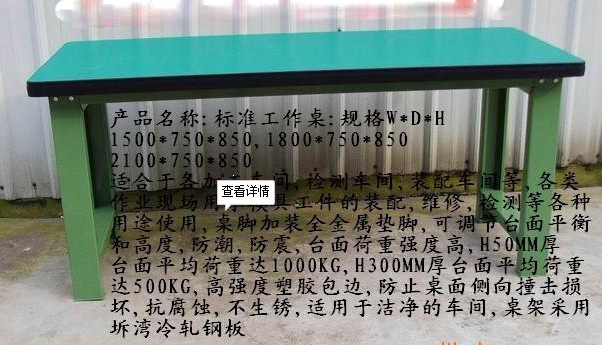 产品名称:标准工作桌:规格W*D*H
1500*750*850,1800*750*850
2100*750*850
适合于各加 车间,检测车间,装配车间等,各类
作业现场用 模具工件的装配.维修,检测等各种
用途使用,桌脚加装全金属垫脚,可调节台面平衡
和高度,防潮,防震,台面荷重强度高,H50MM厚
台面平均荷重达1000KG,H300MM厚台面平均荷重
达500KG,高强度塑胶包边,防止桌面侧向撞击损
坏,抗腐蚀,不生锈,适用于洁净的车间,桌架采用
坼湾冷轧钢板
查看详情